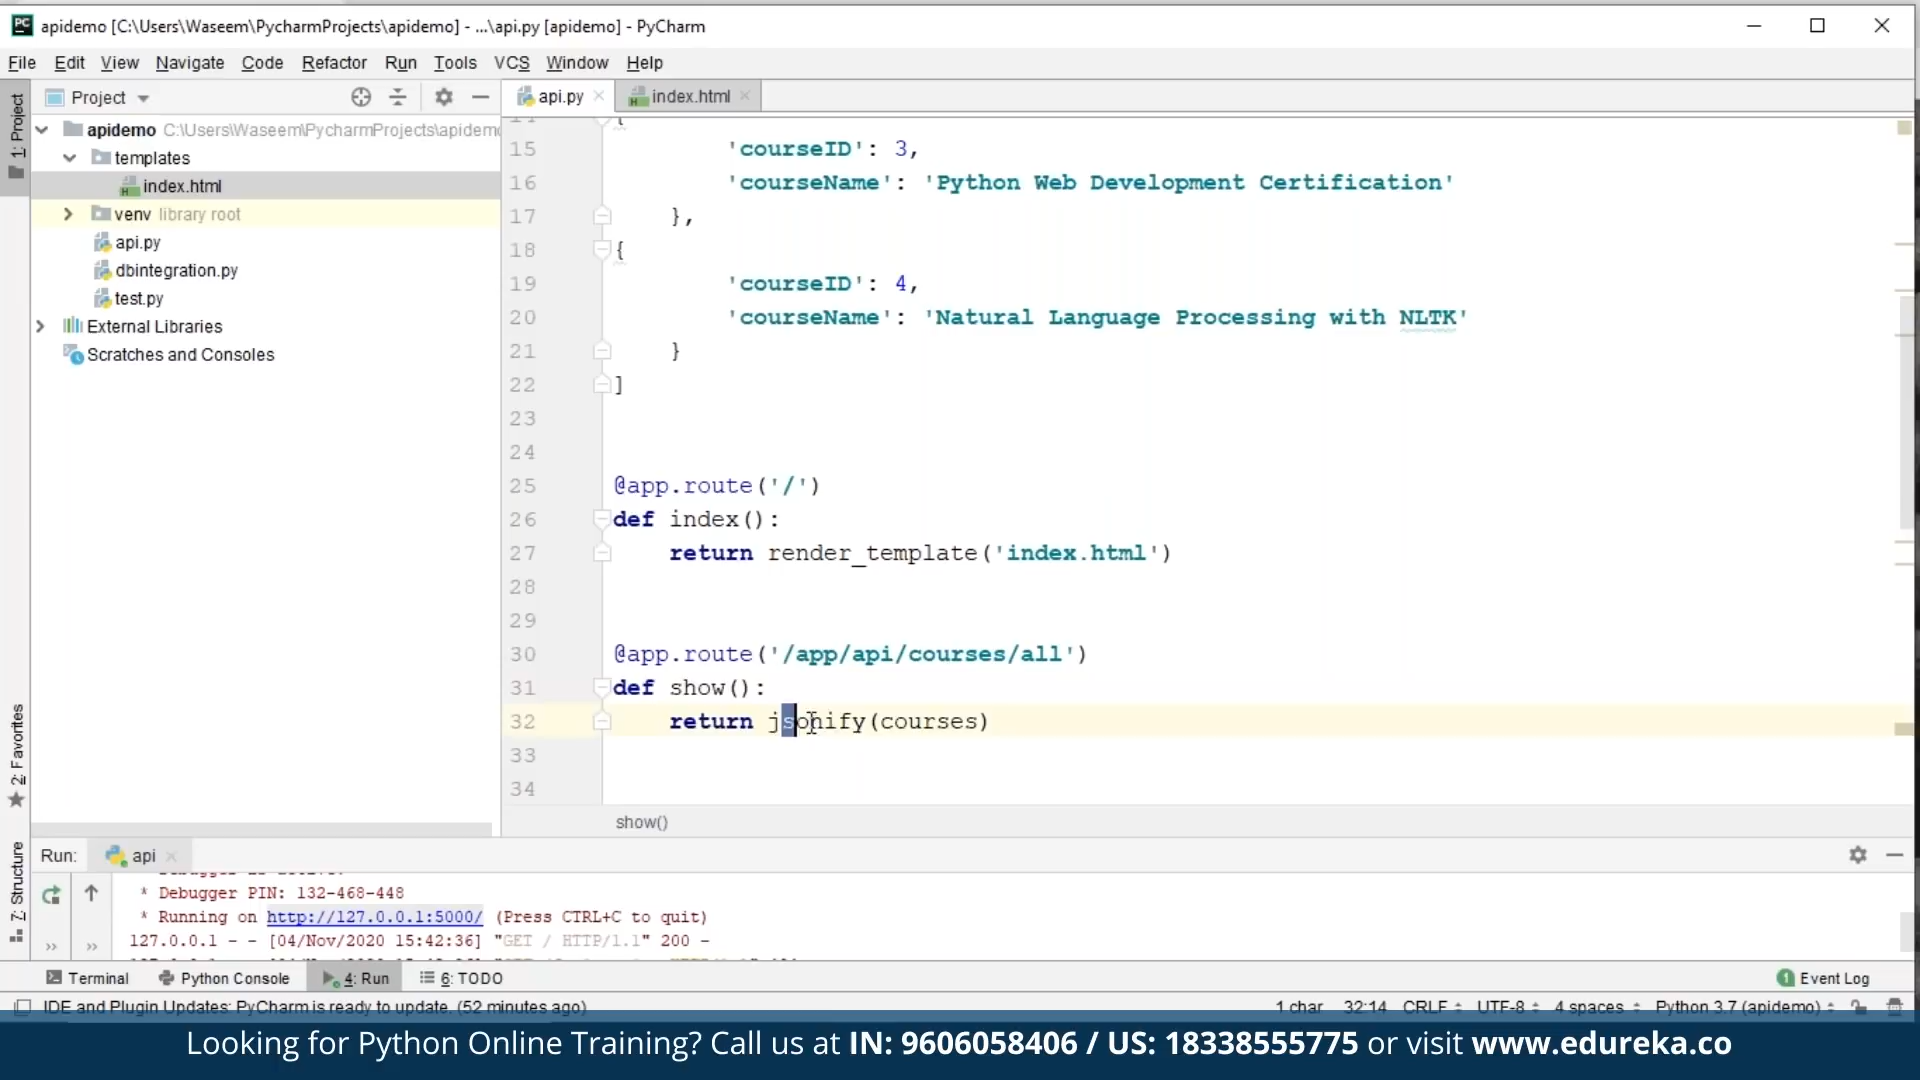 PC apidemo [C:\Users\Waseem\PycharmProjects\apidemo] - ...\api.py [apidemo] - PyCharm
File Edit View Navigate Code Refactor Run Tools VCS Window Help
1: Project
Project
api.py
index.html
apidemo C:\Users\Waseem\PycharmProjects\apidemo
templates
index.html
venv library root
api.py
dbintegration.py
test.py
External Libraries
Scratches and Consoles
15 'courseID': 3,
16 'courseName': 'Python Web Development Certification'
17 },
18 {
19 'courseID': 4,
20 'courseName': 'Natural Language Processing with NLTK'
21 }
22 ]
23
24
25 @app.route('/')
26 def index():
27 return render_template('index.html')
28
29
30 @app.route('/app/api/courses/all')
31 def show():
32 return jsonify(courses)
33
34
show()
2: Favorites
7: Structure
Run: api
* Debugger PIN: 132-468-448
* Running on http://127.0.0.1:5000/ (Press CTRL+C to quit)
127.0.0.1 - - [04/Nov/2020 15:42:36] "GET / HTTP/1.1" 200 -
Terminal Python Console 4: Run 6: TODO 1 Event Log
IDE and Plugin Updates: PyCharm is ready to update. (52 minutes ago) 1 char 32:14 CRLF UTF-8 4 spaces Python 3.7 (apidemo)
Looking for Python Online Training? Call us at IN: 9606058406 / US: 18338555775 or visit www.edureka.co